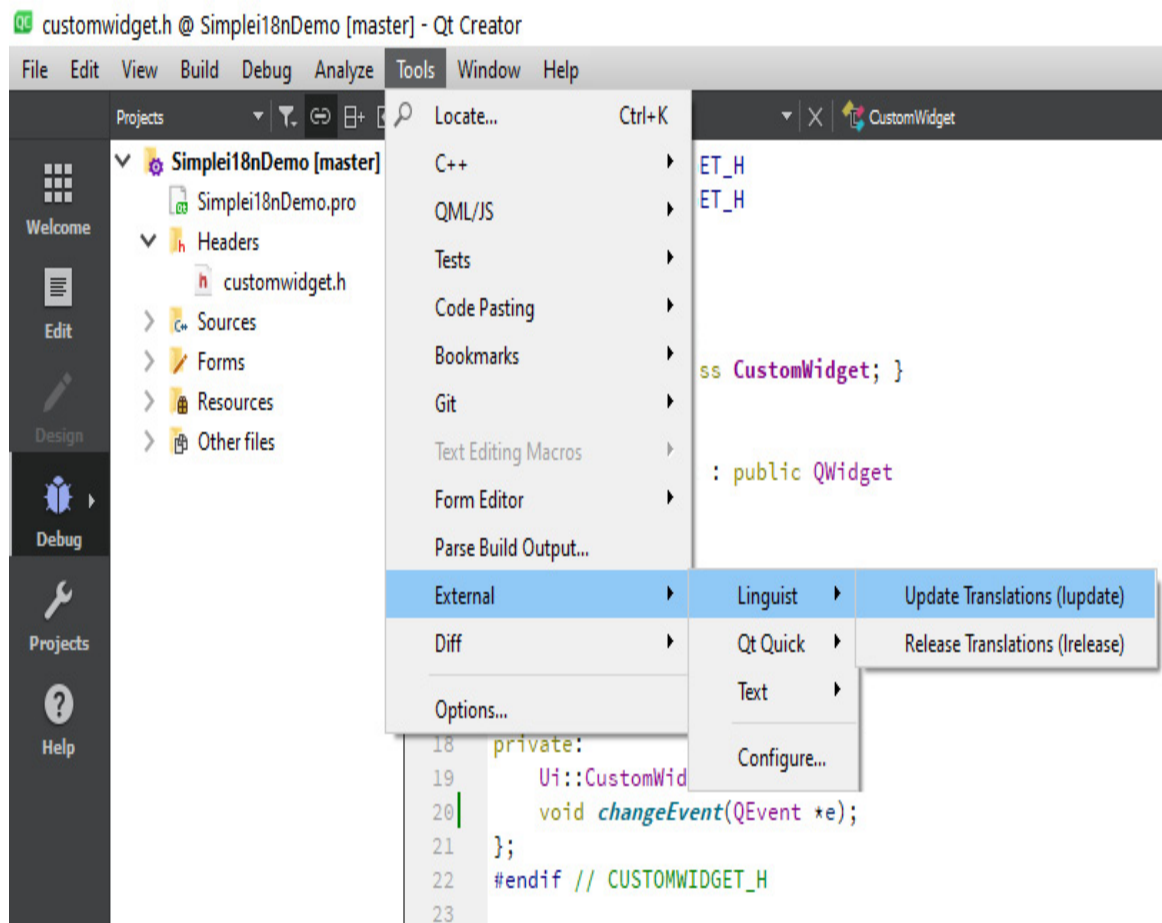 customwidget.h @ Simplei18nDemo [master] - Qt Creator
File Edit View Build Debug Analyze Tools Window Help
Projects
CustomWidget
Welcome
Edit
Design
Debug
Projects
Help
Simplei18nDemo [master]
Simplei18nDemo.pro
Headers
customwidget.h
Sources
Forms
Resources
Other files
Locate... Ctrl+K
C++
QML/JS
Tests
Code Pasting
Bookmarks
Git
Text Editing Macros
Form Editor
Parse Build Output...
External
Diff
Options...
Linguist
Qt Quick
Text
Configure...
Update Translations (lupdate)
Release Translations (lrelease)
ET_H
ET_H
ss CustomWidget; }
: public QWidget
18 private:
19 Ui::CustomWid
20 void changeEvent(QEvent *e);
21 };
22 #endif // CUSTOMWIDGET_H
23